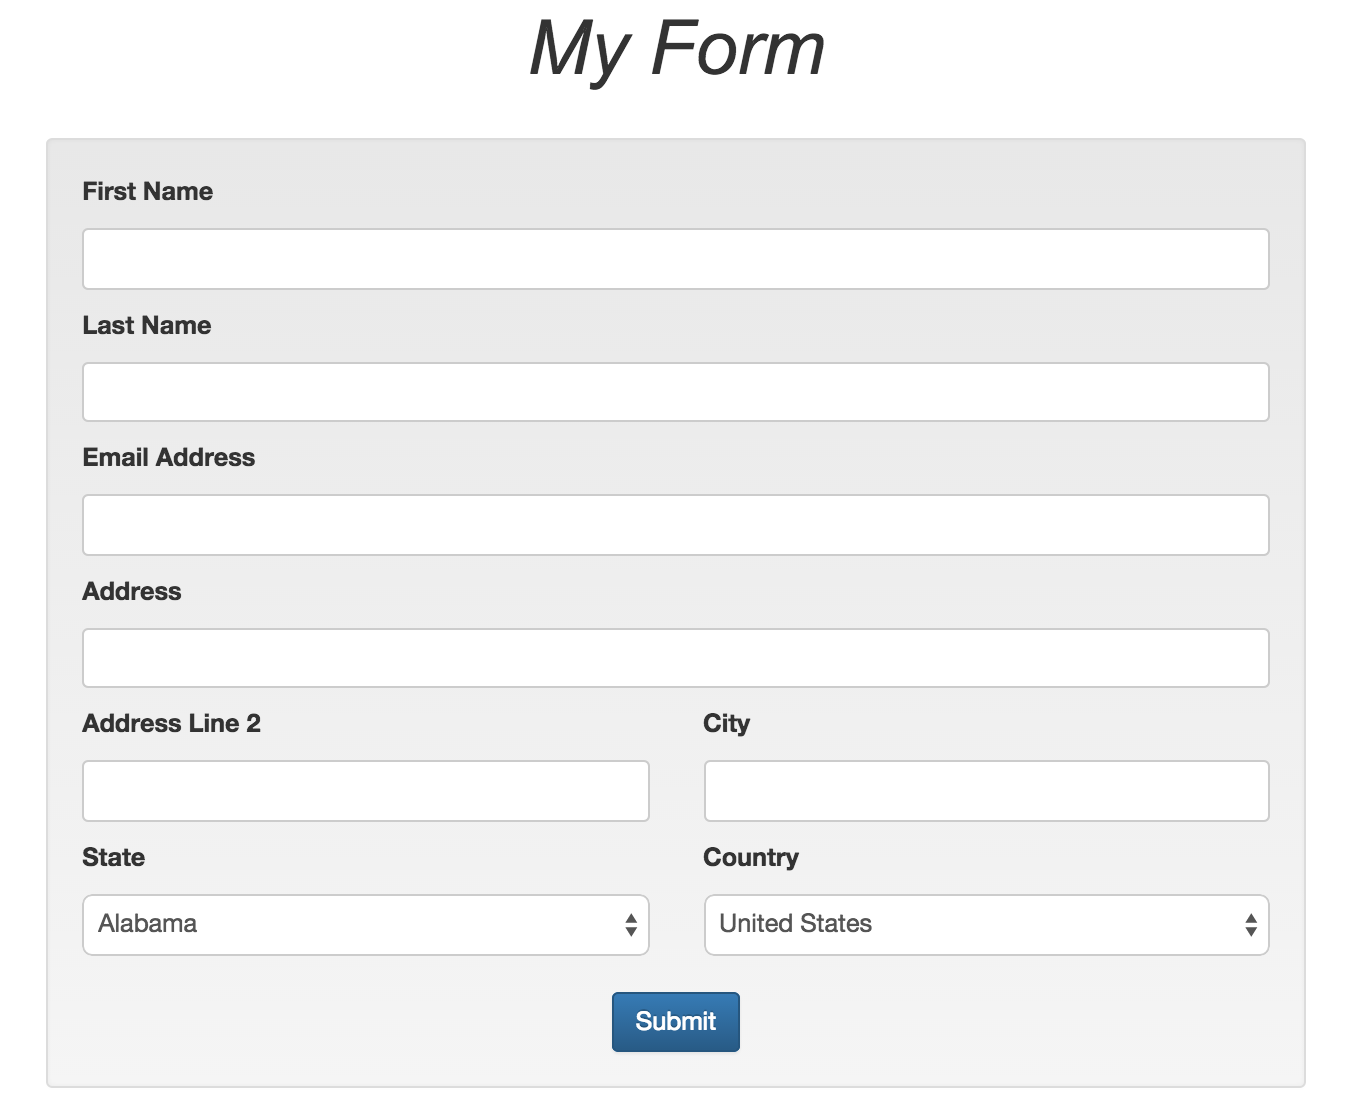 My Form
First Name
Last Name
Email Address
Address
Address Line 2 City
State Country
Alabama United States
Submit